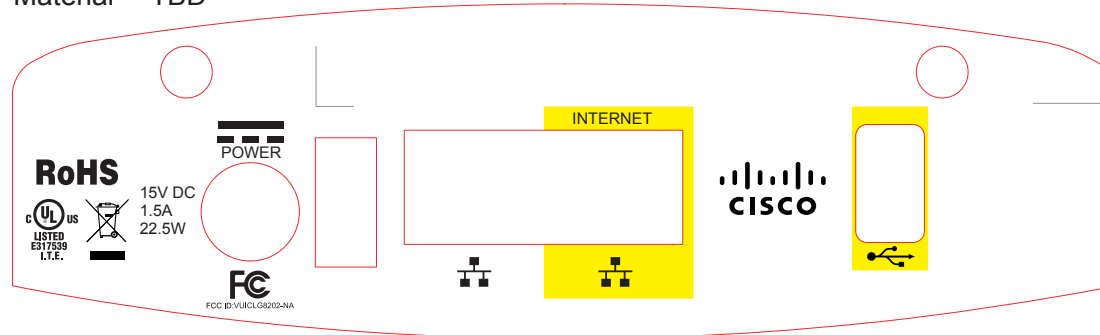 Material TBD
INTERNET
POWER
RoHS
15V DC
1.5A
22.5W
C UL US
LISTED
E317539
I.T.E.
CISCO
FC
FCC ID:VUICLG8202-NA